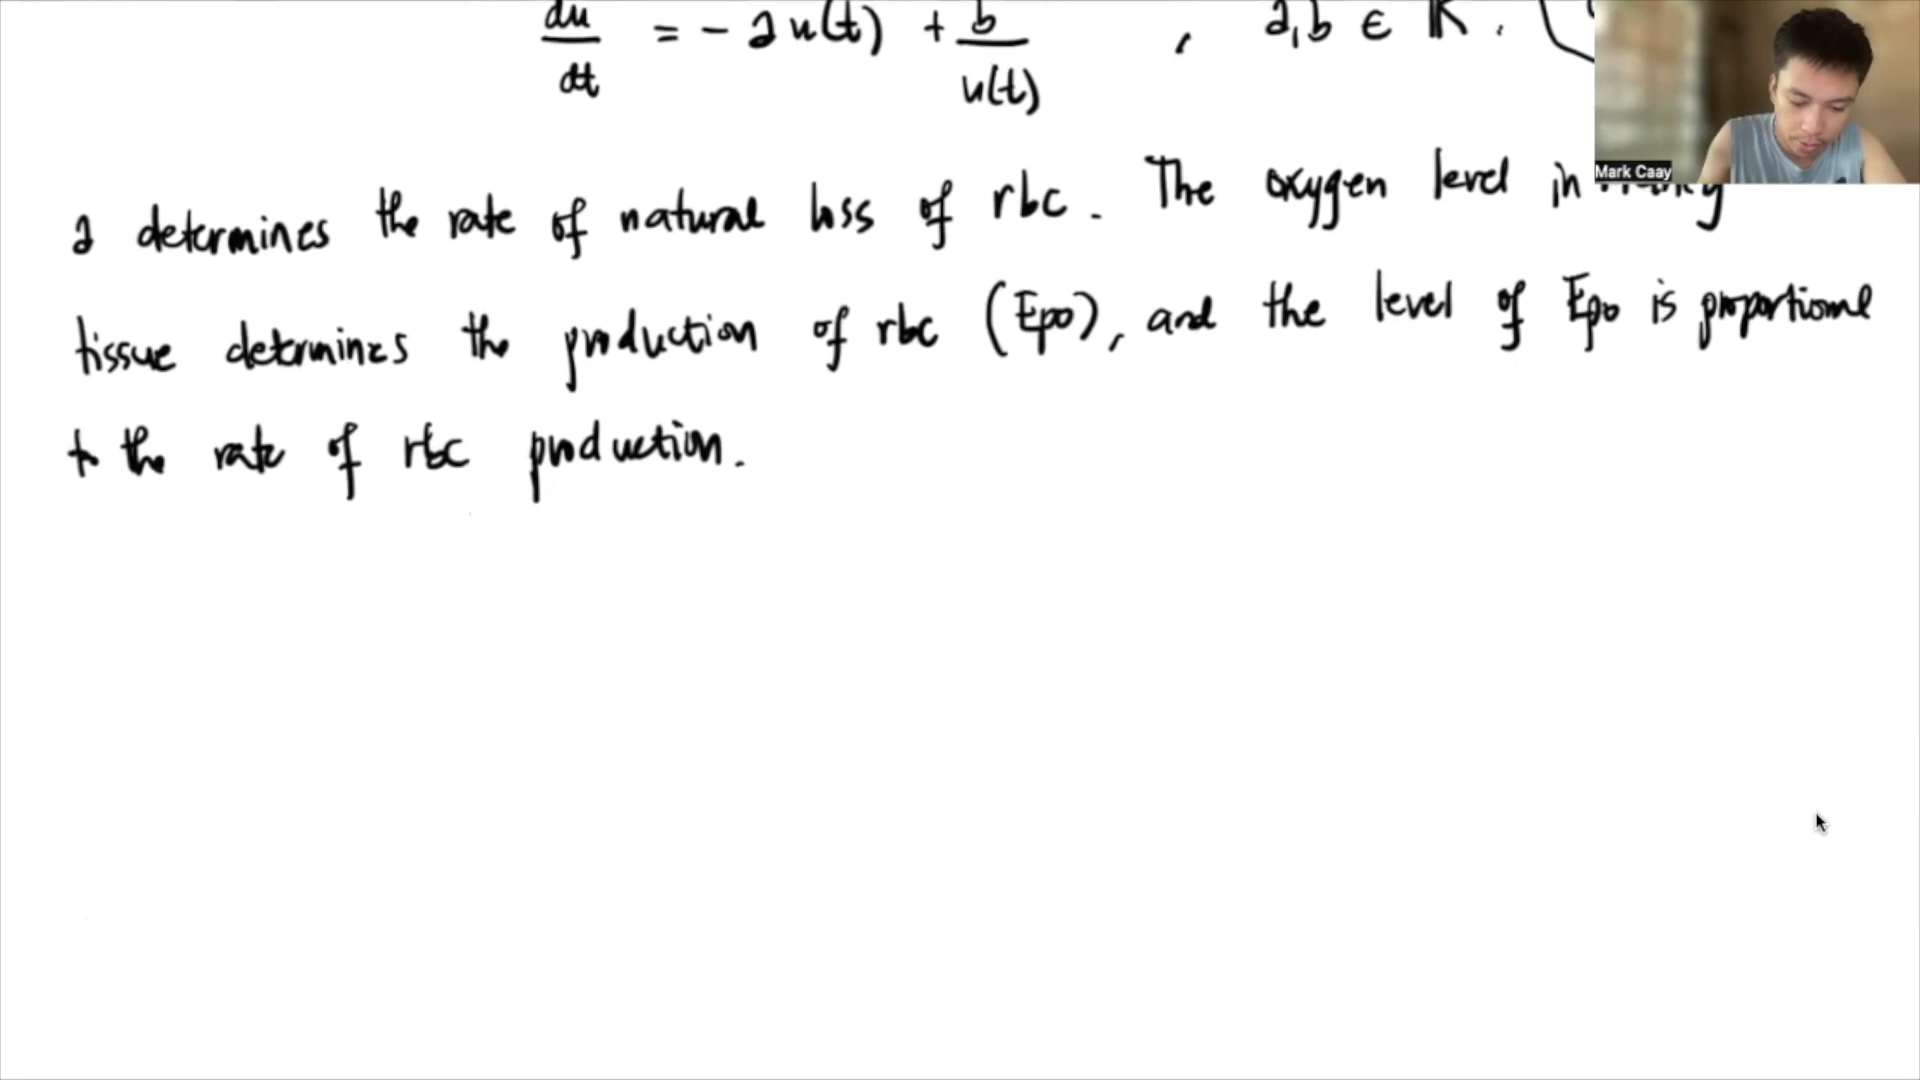 du/dt = - a u(t) + b/u(t) , a, b ∈ ℝ .
Mark Caay
a determines the rate of natural loss of rbc. The oxygen level in
tissue determines the production of rbc (Epo), and the level of Epo is proportional
to the rate of rbc production.